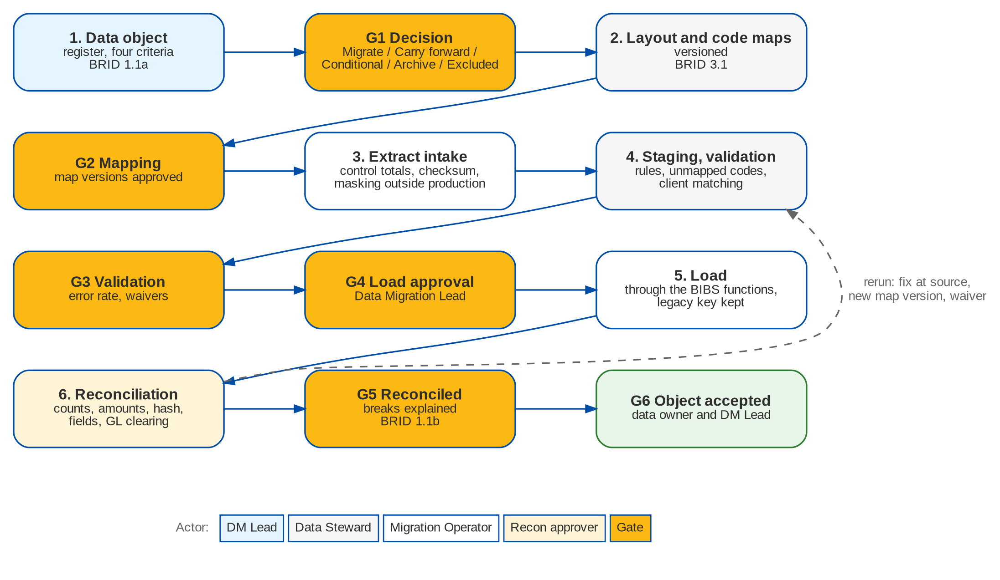 1. Data object
register, four criteria
BRID 1.1a
G1 Decision
Migrate / Carry forward /
Conditional / Archive / Excluded
2. Layout and code maps
versioned
BRID 3.1
G2 Mapping
map versions approved
3. Extract intake
control totals, checksum,
masking outside production
4. Staging, validation
rules, unmapped codes,
client matching
G3 Validation
error rate, waivers
G4 Load approval
Data Migration Lead
5. Load
through the BIBS functions,
legacy key kept
rerun: fix at source,
new map version, waiver
6. Reconciliation
counts, amounts, hash,
fields, GL clearing
G5 Reconciled
breaks explained
BRID 1.1b
G6 Object accepted
data owner and DM Lead
Actor:
DM Lead
Data Steward
Migration Operator
Recon approver
Gate